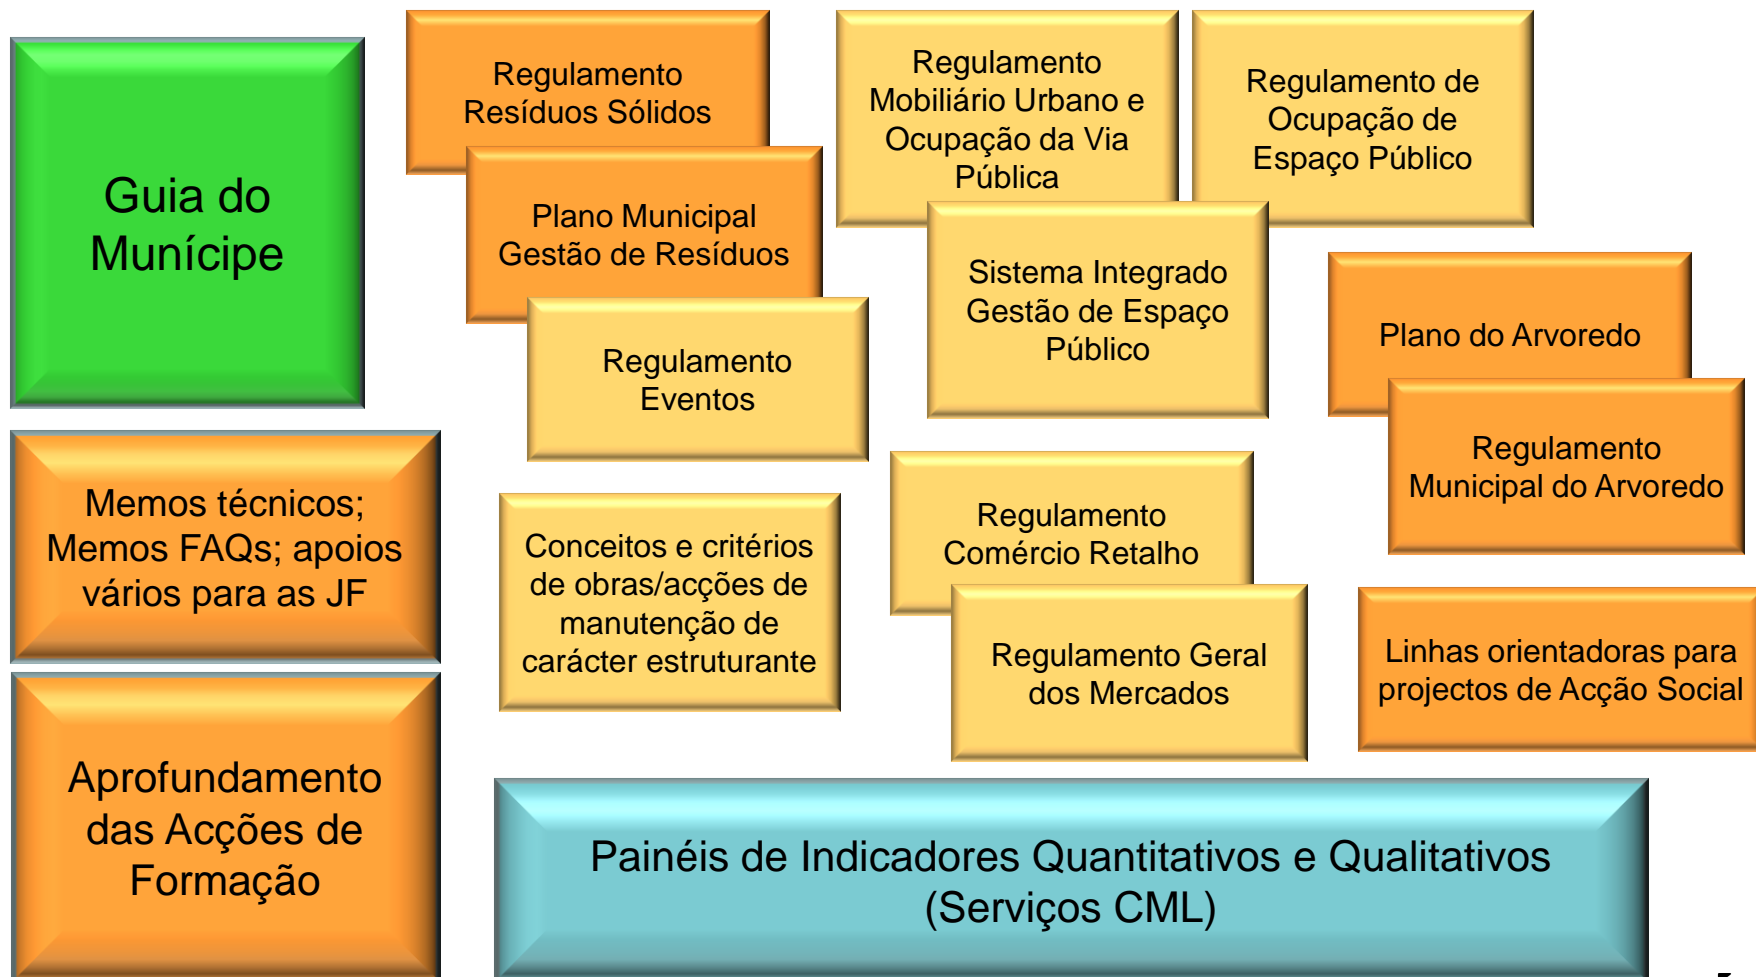 Guia do
Munícipe
Regulamento
Resíduos Sólidos
Plano Municipal
Gestão de Resíduos
Regulamento
Eventos
Regulamento
Mobiliário Urbano e
Ocupação da Via
Pública
Regulamento de
Ocupação de
Espaço Público
Sistema Integrado
Gestão de Espaço
Público
Plano do Arvoredo
Regulamento
Municipal do Arvoredo
Memos técnicos;
Memos FAQs; apoios
vários para as JF
Conceitos e critérios
de obras/acções de
manutenção de
carácter estruturante
Regulamento
Comércio Retalho
Regulamento Geral
dos Mercados
Linhas orientadoras para
projectos de Acção Social
Aprofundamento
das Acções de
Formação
Painéis de Indicadores Quantitativos e Qualitativos
(Serviços CML)